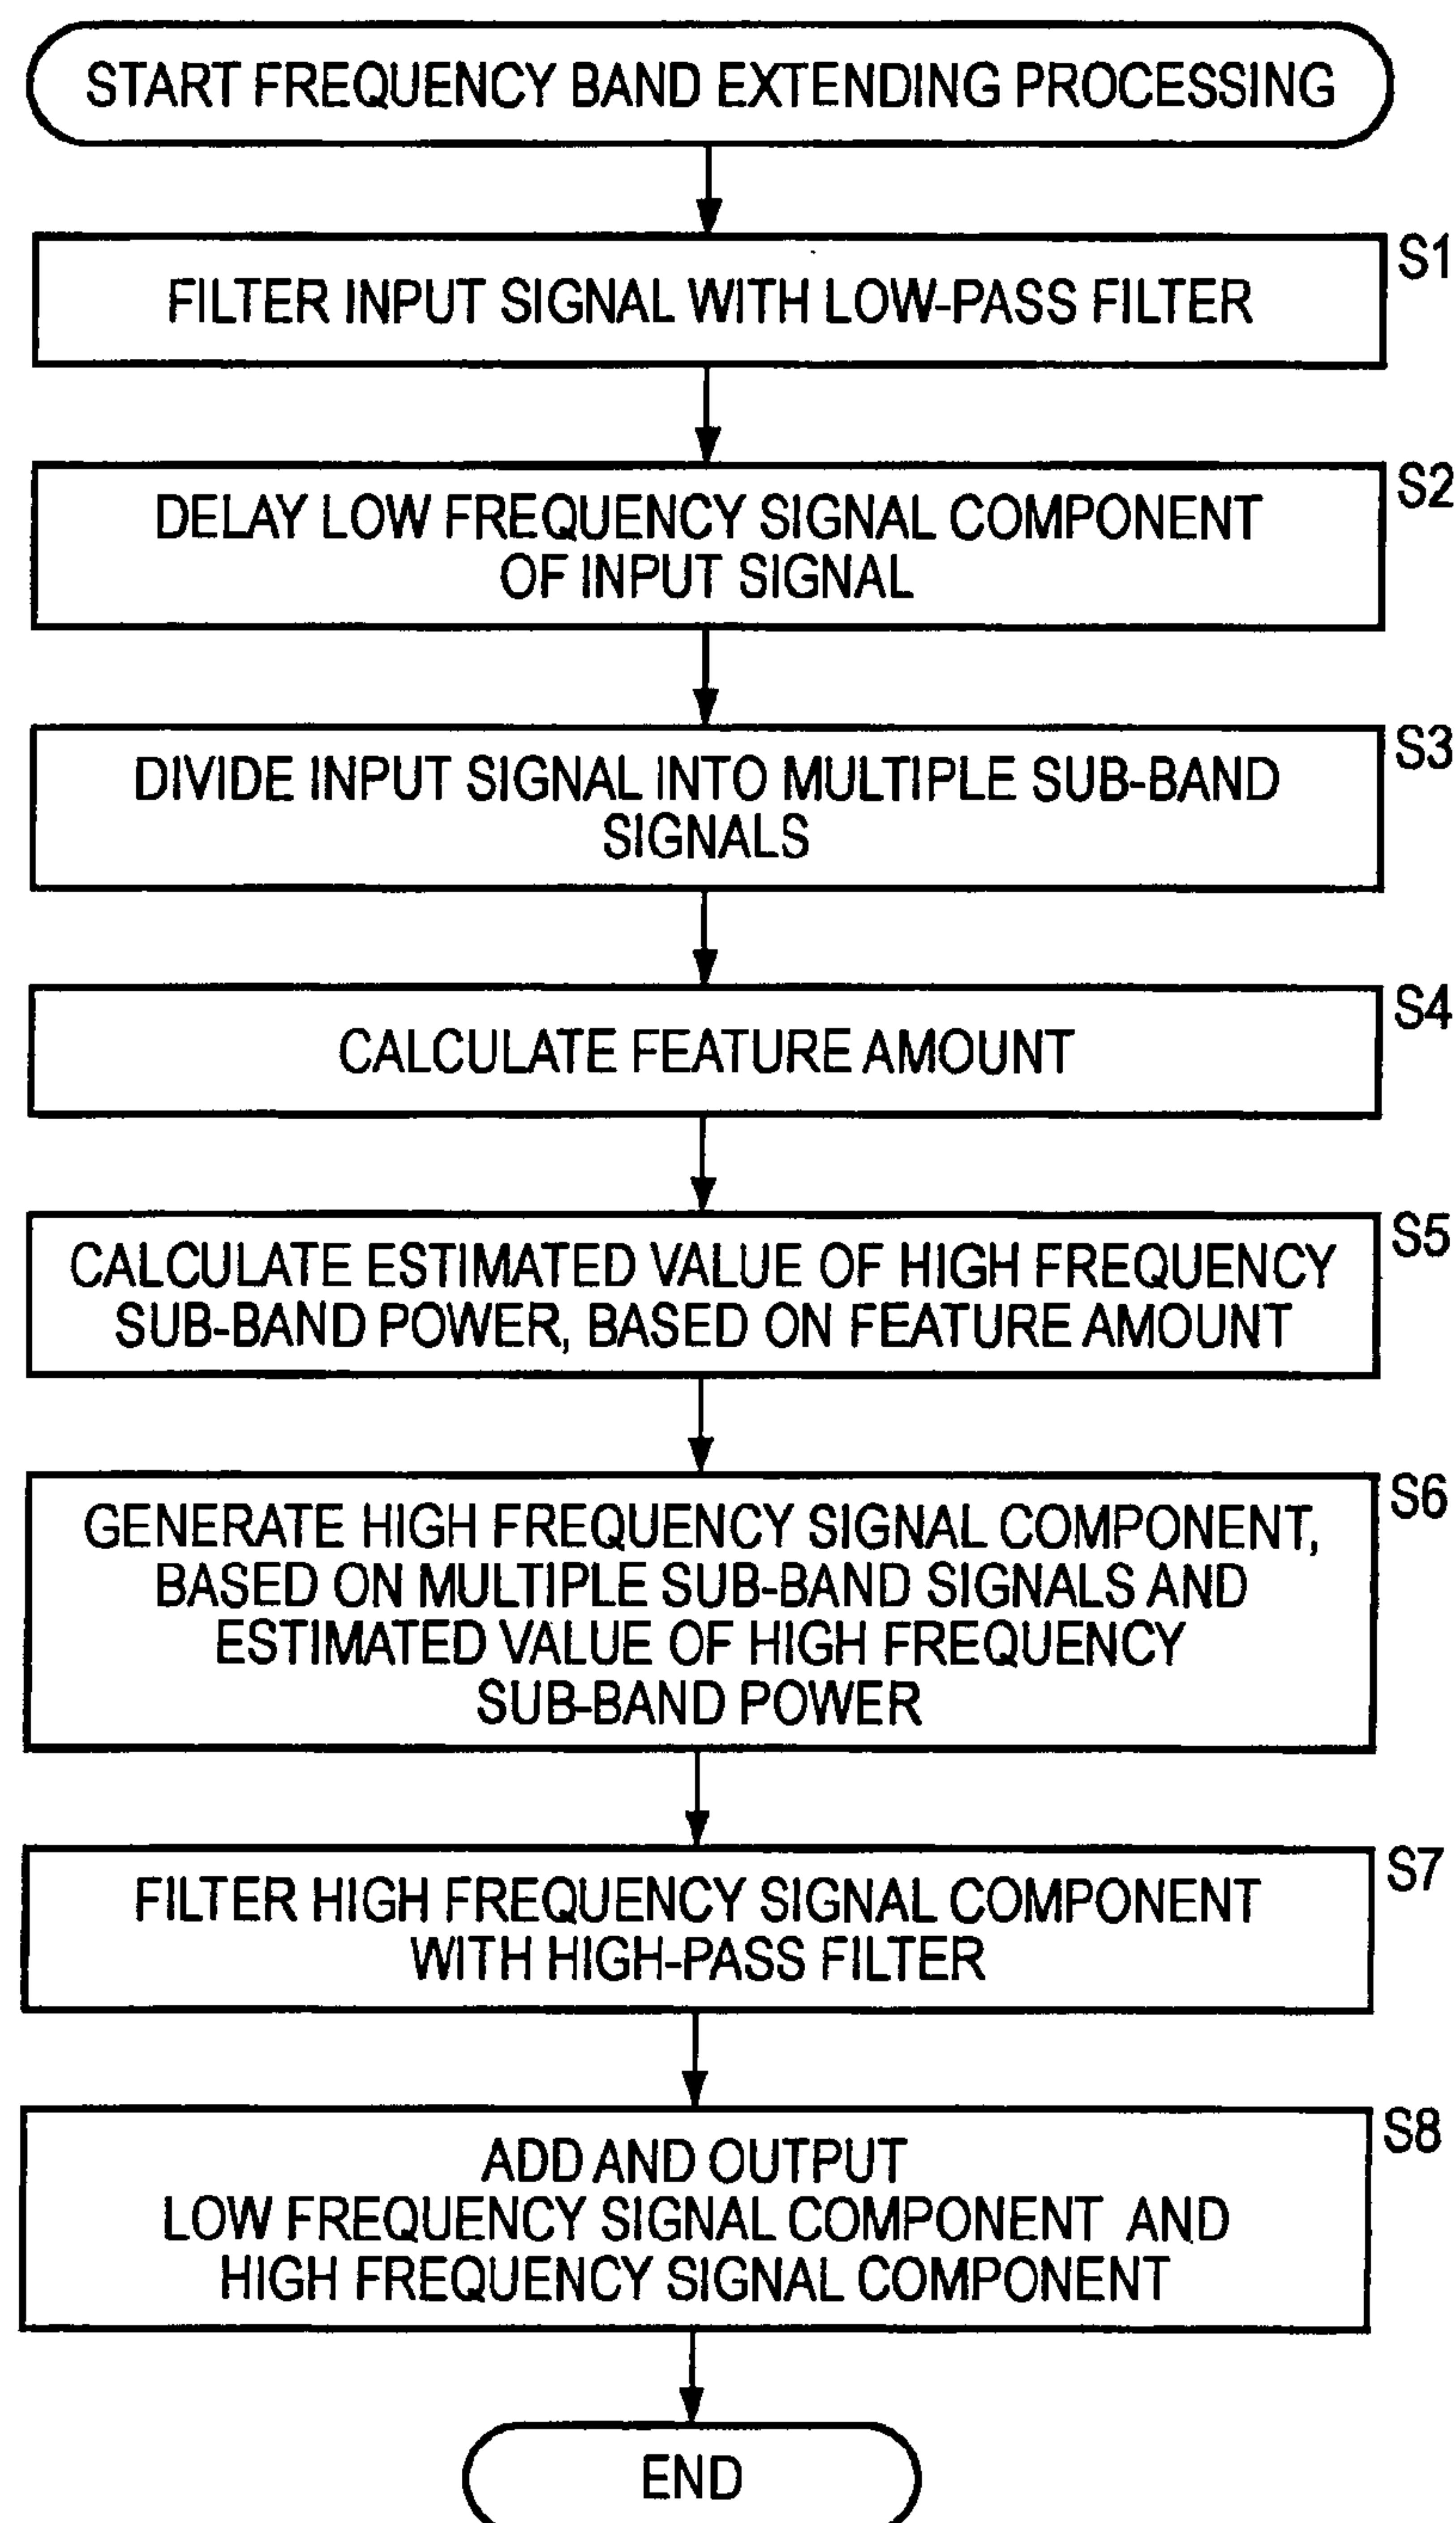 START FREQUENCY BAND EXTENDING PROCESSING
S1
FILTER INPUT SIGNAL WITH LOW-PASS FILTER
S2
DELAY LOW FREQUENCY SIGNAL COMPONENT
OF INPUT SIGNAL
S3
DIVIDE INPUT SIGNAL INTO MULTIPLE SUB-BAND
SIGNALS
S4
CALCULATE FEATURE AMOUNT
S5
CALCULATE ESTIMATED VALUE OF HIGH FREQUENCY
SUB-BAND POWER, BASED ON FEATURE AMOUNT
S6
GENERATE HIGH FREQUENCY SIGNAL COMPONENT,
BASED ON MULTIPLE SUB-BAND SIGNALS AND
ESTIMATED VALUE OF HIGH FREQUENCY
SUB-BAND POWER
S7
FILTER HIGH FREQUENCY SIGNAL COMPONENT
WITH HIGH-PASS FILTER
S8
ADD AND OUTPUT
LOW FREQUENCY SIGNAL COMPONENT AND
HIGH FREQUENCY SIGNAL COMPONENT
END